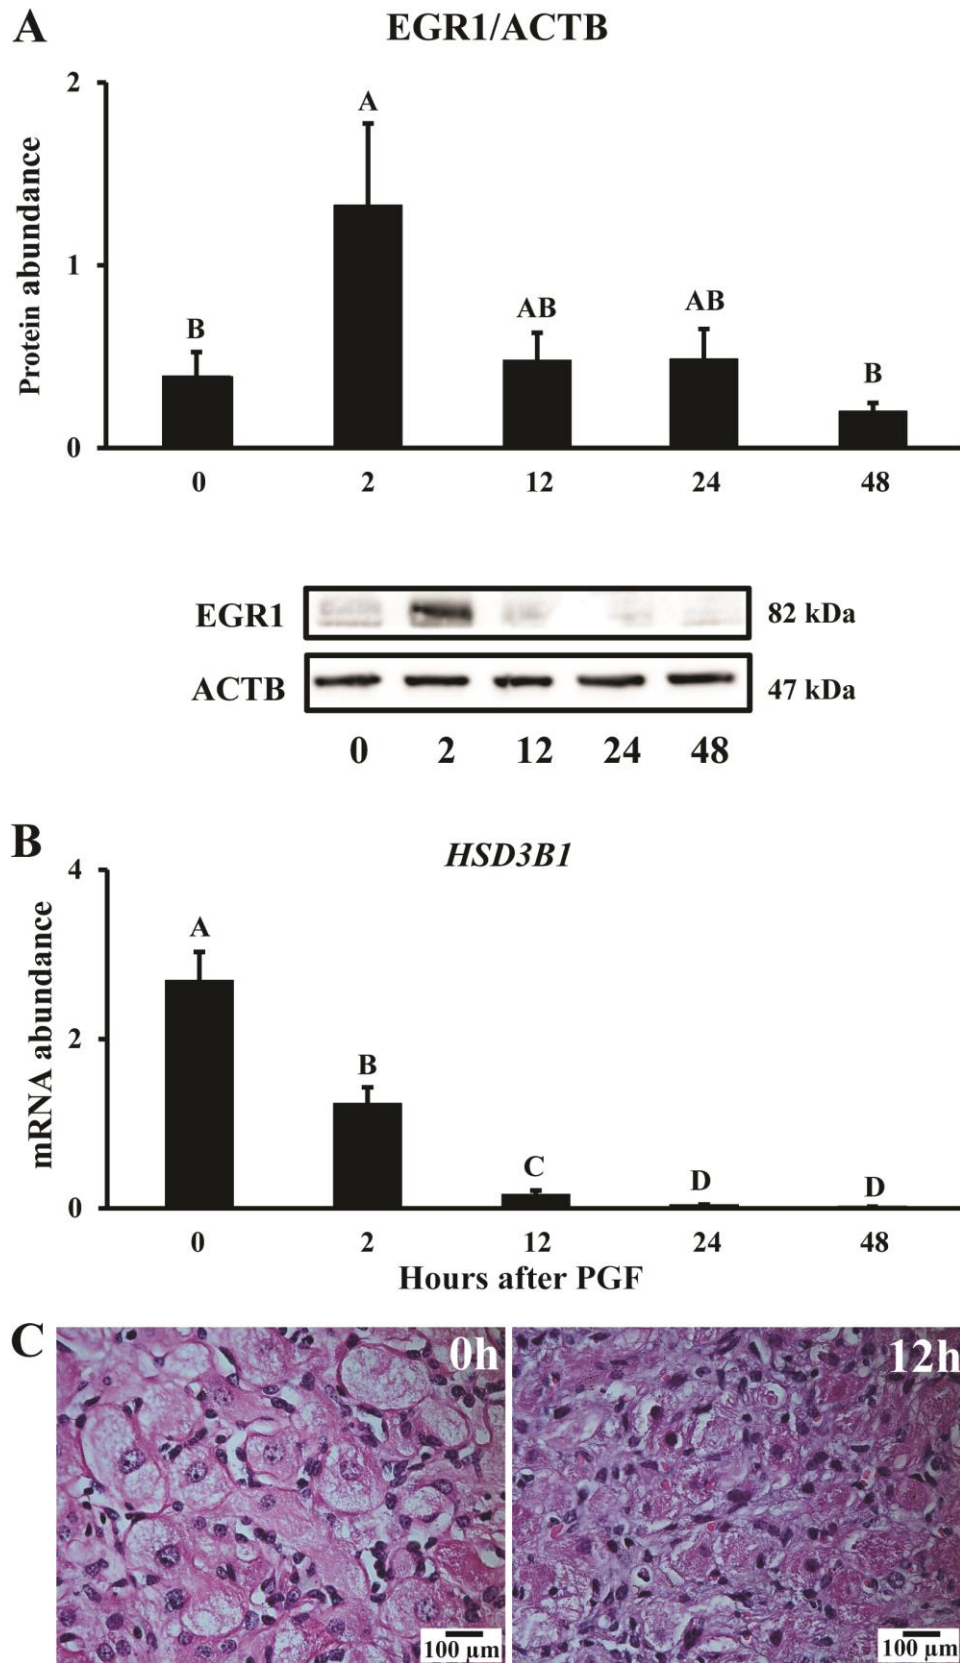 A
EGR1/ACTB
Protein abundance
2
1
0
B
A
AB
AB
B
0 2 12 24 48
EGR1
82 kDa
ACTB
47 kDa
0 2 12 24 48
B
HSD3B1
mRNA abundance
4
2
0
A
B
C
D
D
0 2 12 24 48
Hours after PGF
C
0h
12h
100 µm
100 µm